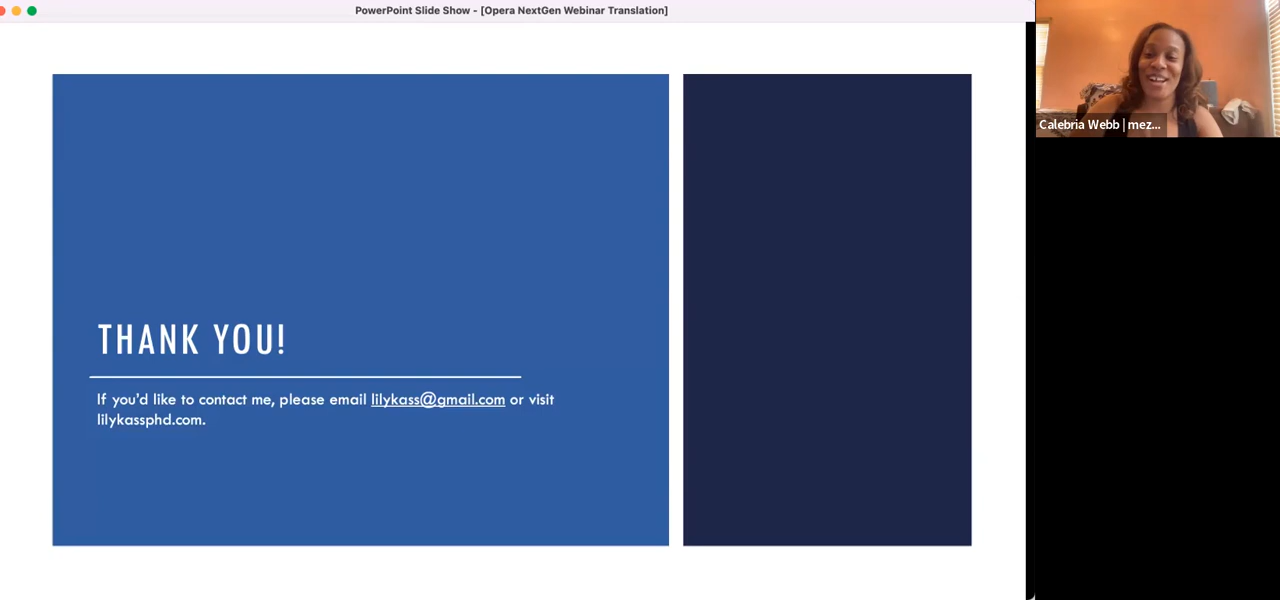 PowerPoint Slide Show - [Opera NextGen Webinar Translation]
Calebria Webb | mez...
THANK YOU!
If you'd like to contact me, please email lilykass@gmail.com or visit
lilykassphd.com.